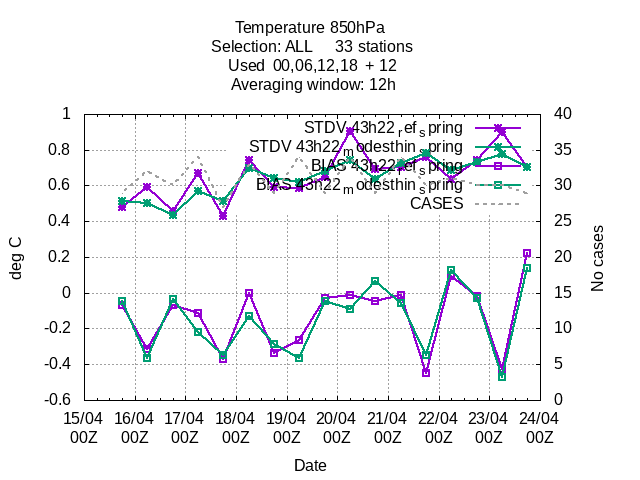 Temperature 850hPa
Selection: ALL 33 stations
Used 00,06,12,18 + 12
Averaging window: 12h
STDV 43h22refspring
STDV 43h22modesthinspring
BIAS 43h22refspring
BIAS 43h22modesthinspring
CASES
1
0.8
0.6
0.4
0.2
0
-0.2
-0.4
-0.6
40
35
30
25
20
15
10
5
0
deg C
No cases
15/04 16/04 17/04 18/04 19/04 20/04 21/04 22/04 23/04 24/04
00Z 00Z 00Z 00Z 00Z 00Z 00Z 00Z 00Z 00Z
Date